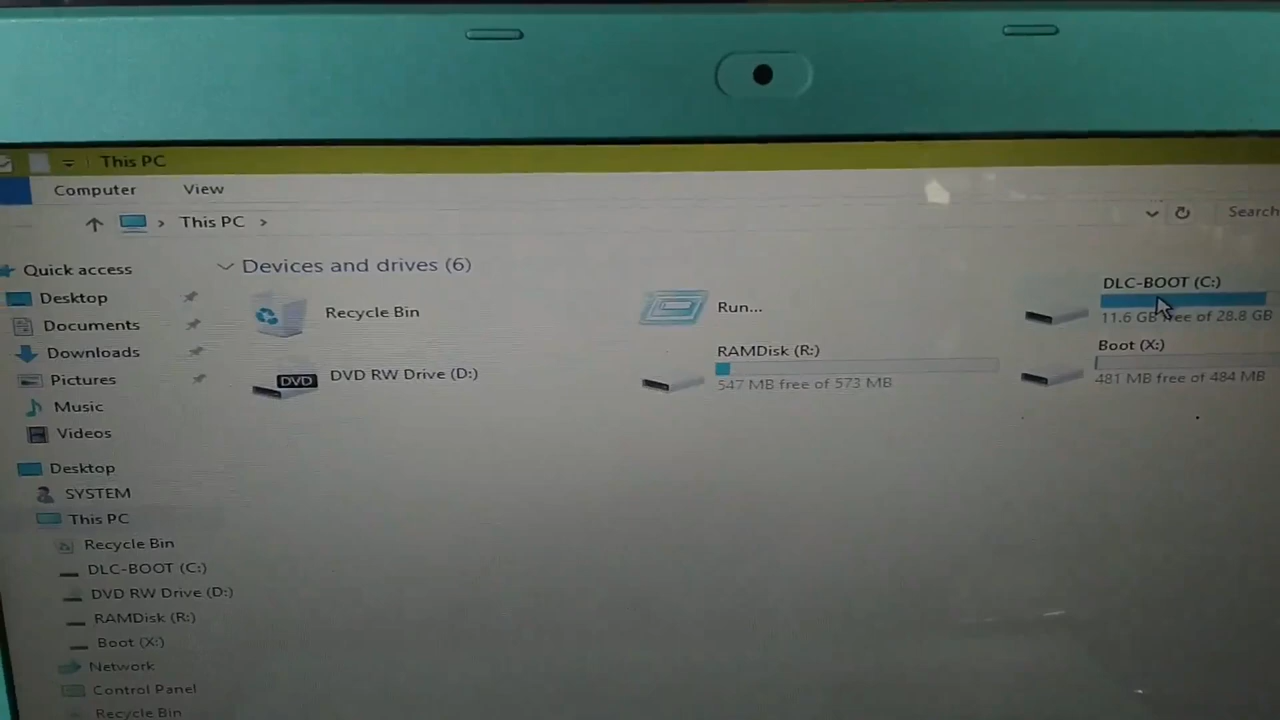 This PC
Computer
View
This PC
Search
Quick access
Desktop
Documents
Downloads
Pictures
Music
Videos
Desktop
SYSTEM
This PC
Recycle Bin
DLC-BOOT (C:)
DVD RW Drive (D:)
RAMDisk (R:)
Boot (X:)
Network
Control Panel
Recycle Bin
Devices and drives (6)
Recycle Bin
Run...
DLC-BOOT (C:)
11.6 GB free of 28.8 GB
DVD
DVD RW Drive (D:)
RAMDisk (R:)
547 MB free of 573 MB
Boot (X:)
481 MB free of 484 MB